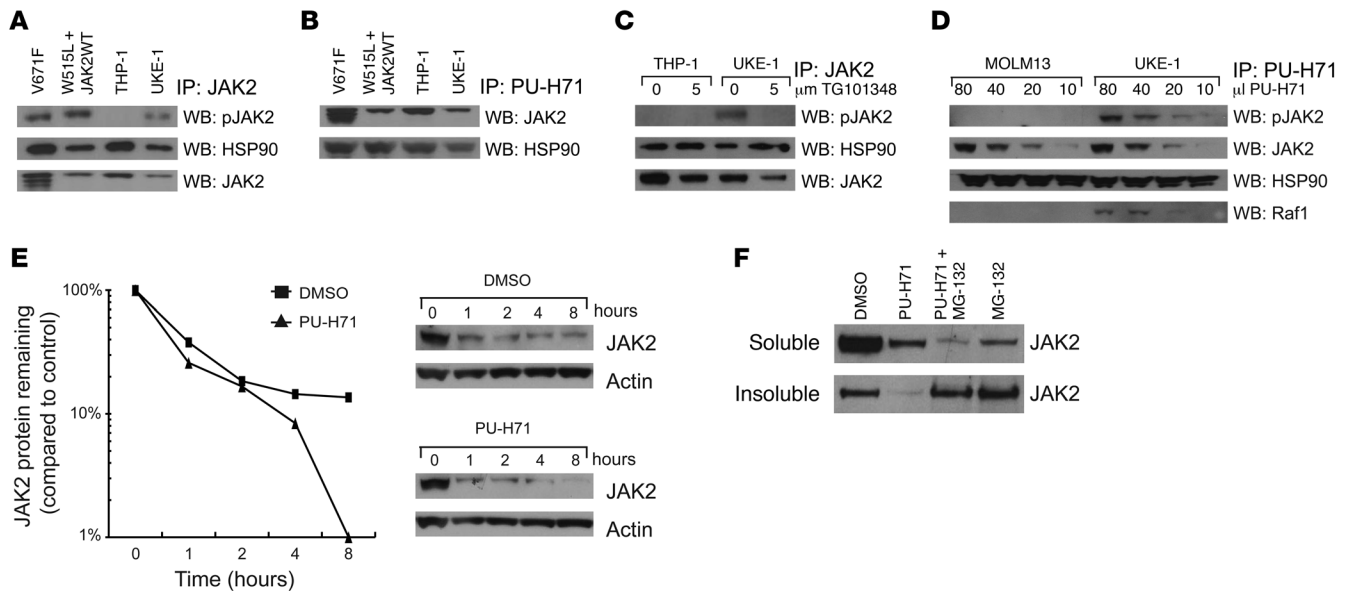 A
V671F
W515L +
JAK2WT
THP-1
UKE-1
IP: JAK2
WB: pJAK2
WB: HSP90
WB: JAK2
B
V671F
W515L +
JAK2WT
THP-1
UKE-1
IP: PU-H71
WB: JAK2
WB: HSP90
C
THP-1 UKE-1
IP: JAK2
0 5 0 5 µm TG101348
WB: pJAK2
WB: HSP90
WB: JAK2
D
MOLM13 UKE-1
IP: PU-H71
80 40 20 10 80 40 20 10 µl PU-H71
WB: pJAK2
WB: JAK2
WB: HSP90
WB: Raf1
E
JAK2 protein remaining
(compared to control)
100%
10%
1%
DMSO
PU-H71
0 1 2 4 8
Time (hours)
DMSO
0 1 2 4 8 hours
JAK2
Actin
PU-H71
0 1 2 4 8 hours
JAK2
Actin
F
DMSO
PU-H71
PU-H71 +
MG-132
MG-132
Soluble JAK2
Insoluble JAK2